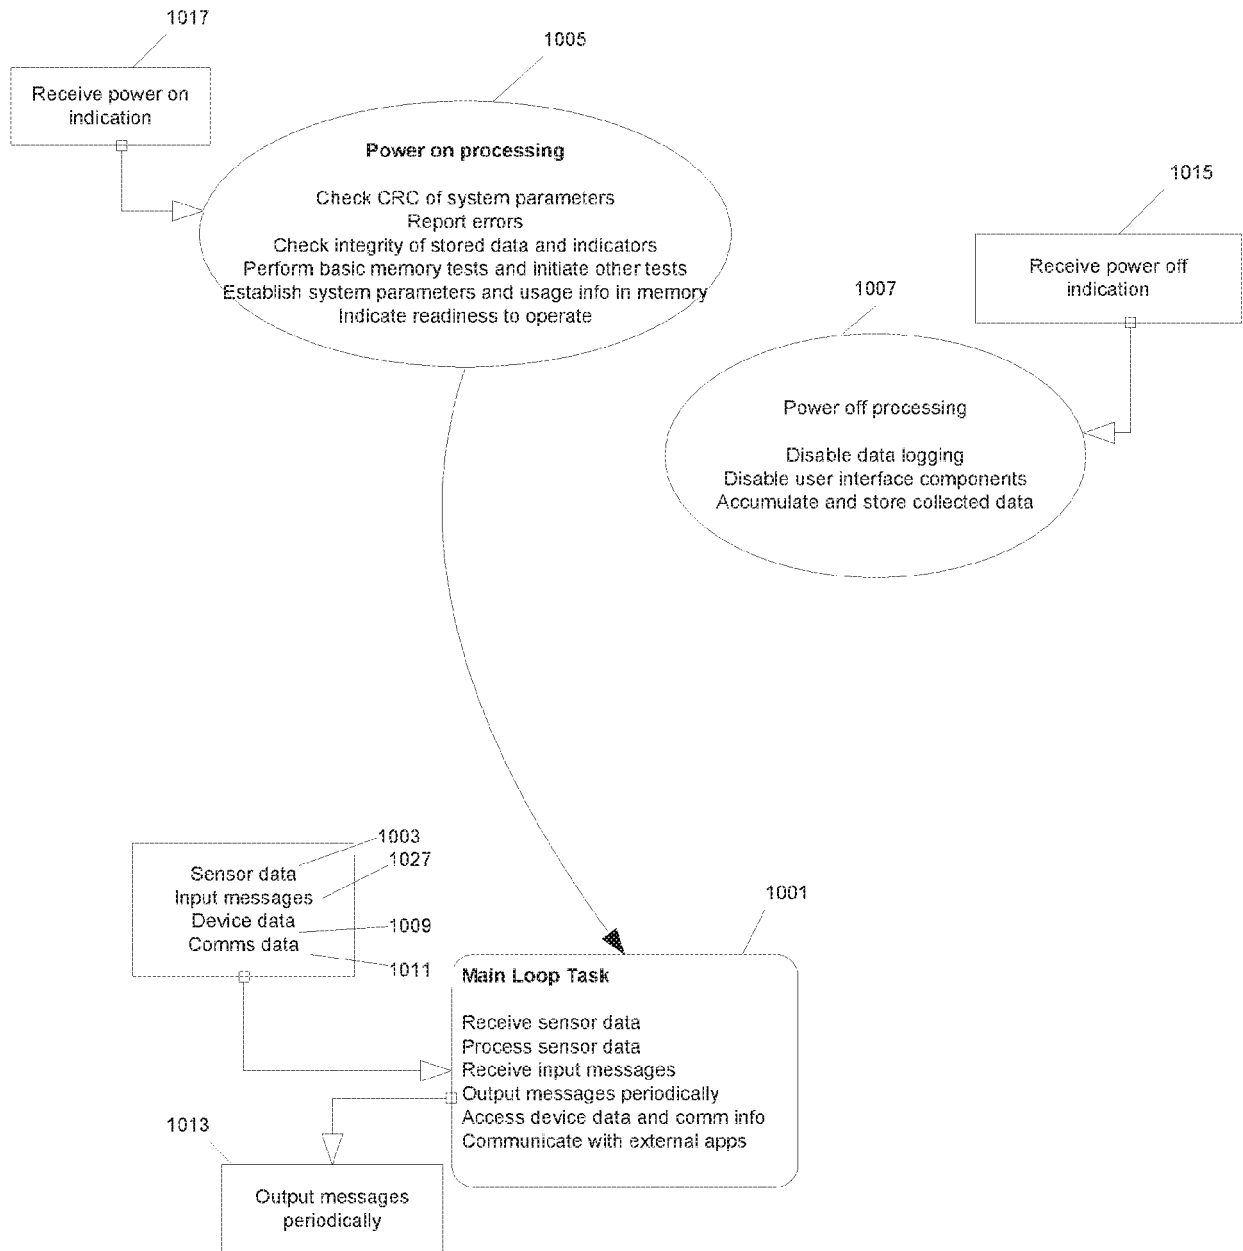 1017
1005
Receive power on
indication
Power on processing
Check CRC of system parameters
Report errors
Check integrity of stored data and indicators
Perform basic memory tests and initiate other tests
Establish system parameters and usage info in memory
Indicate readiness to operate
1015
Receive power off
indication
1007
Power off processing
Disable data logging
Disable user interface components
Accumulate and store collected data
1003
Sensor data
1027
Input messages
Device data
1009
Comms data
1011
1001
Main Loop Task
Receive sensor data
Process sensor data
Receive input messages
Output messages periodically
Access device data and comm info
Communicate with external apps
1013
Output messages
periodically